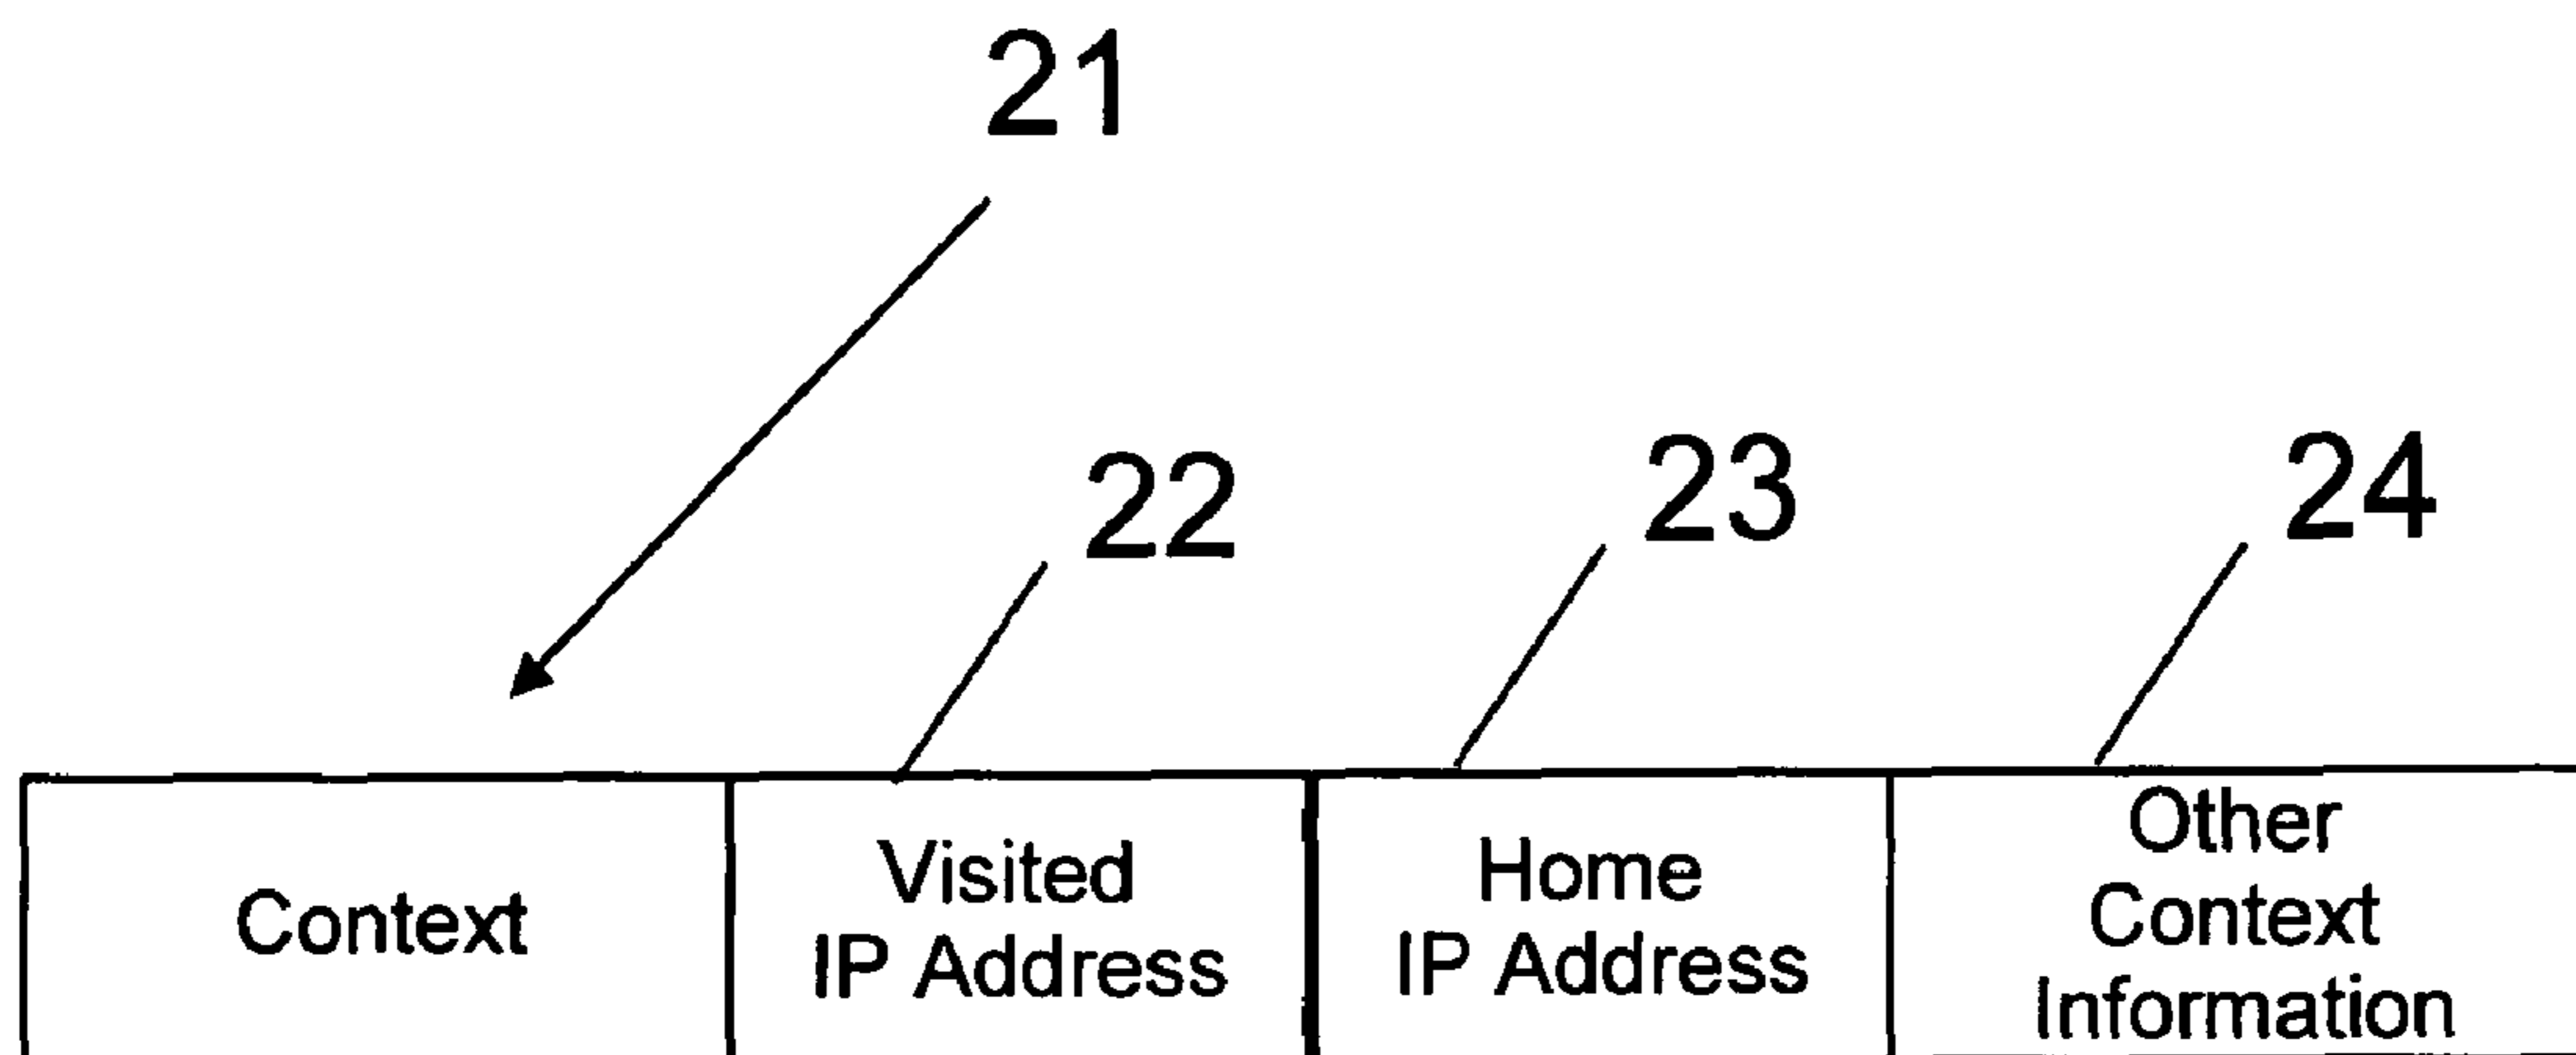 21
22
23
24
Context
Visited
IP Address
Home
IP Address
Other
Context
Information